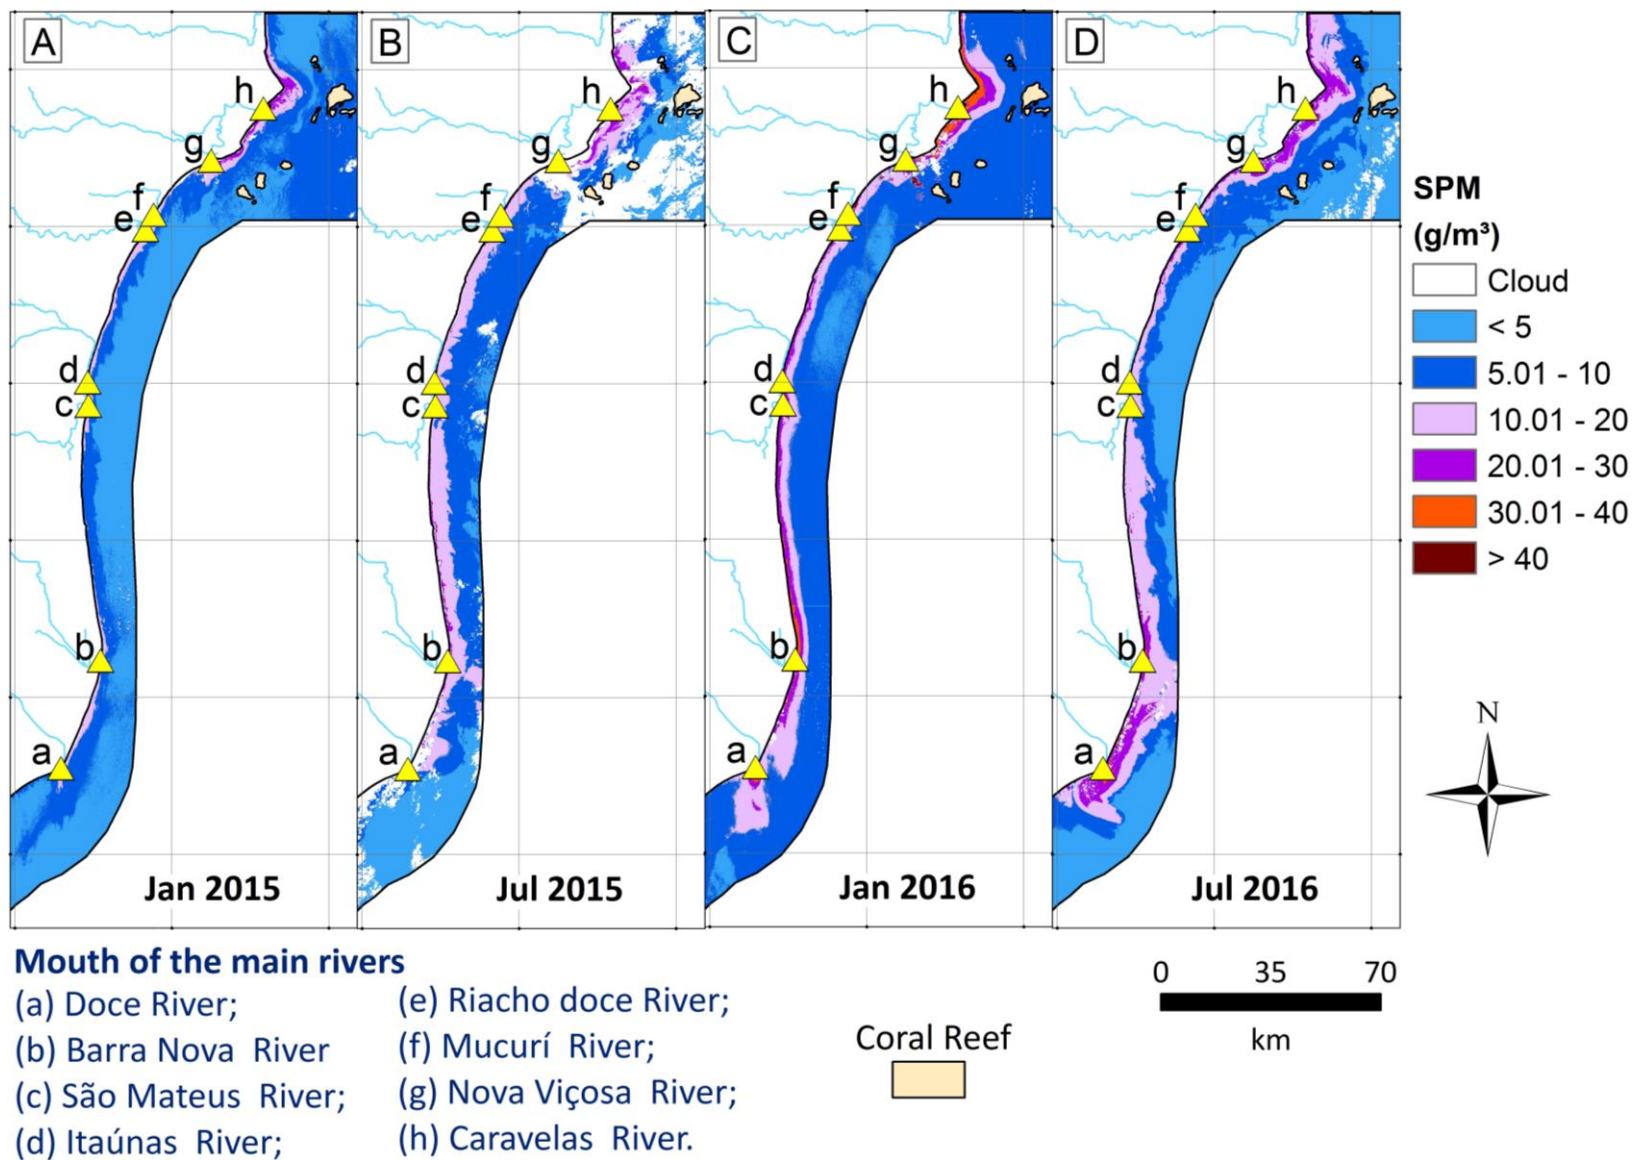 A
B
C
D
h
g
f
e
d
c
b
a
Jan 2015
h
g
f
e
d
c
b
a
Jul 2015
h
g
f
e
d
c
b
a
Jan 2016
h
g
f
e
d
c
b
a
Jul 2016
SPM
(g/m³)
Cloud
< 5
5.01 - 10
10.01 - 20
20.01 - 30
30.01 - 40
> 40
N
Mouth of the main rivers
(a) Doce River;
(b) Barra Nova River
(c) São Mateus River;
(d) Itaúnas River;
(e) Riacho doce River;
(f) Mucurí River;
(g) Nova Viçosa River;
(h) Caravelas River.
Coral Reef
0 35 70
km